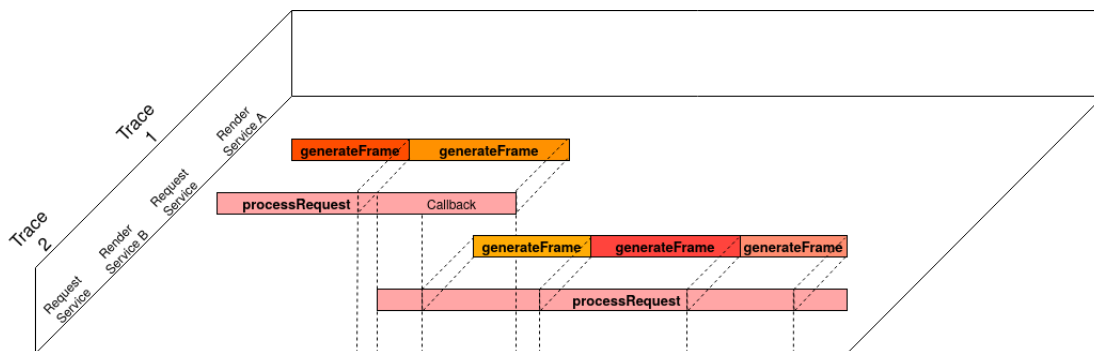 Trace
1
Render
Service A
generateFrame
generateFrame
Request
Service
processRequest
Callback
Trace
2
Render
Service B
generateFrame
generateFrame
generateFrame
Request
Service
processRequest